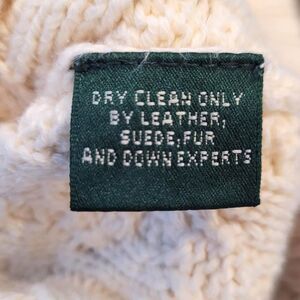 DRY CLEAN ONLY
BY LEATHER,
SUEDE,FUR
AND DOWN EXPERTS